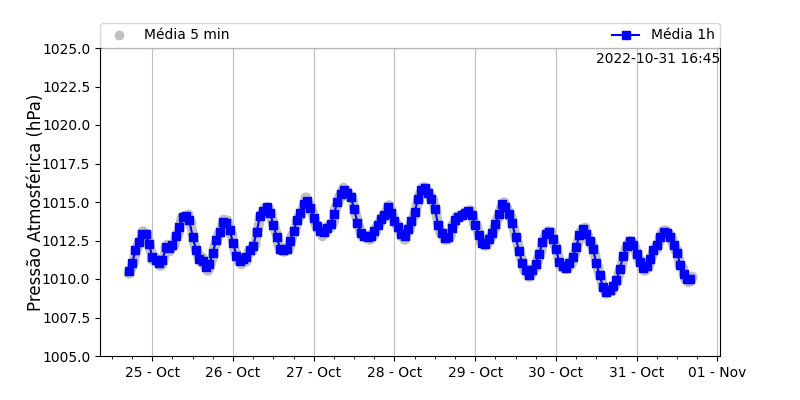 Média 5 min
Média 1h
2022-10-31 16:45
Pressão Atmosférica (hPa)
1025.0
1022.5
1020.0
1017.5
1015.0
1012.5
1010.0
1007.5
1005.0
25 - Oct
26 - Oct
27 - Oct
28 - Oct
29 - Oct
30 - Oct
31 - Oct
01 - Nov